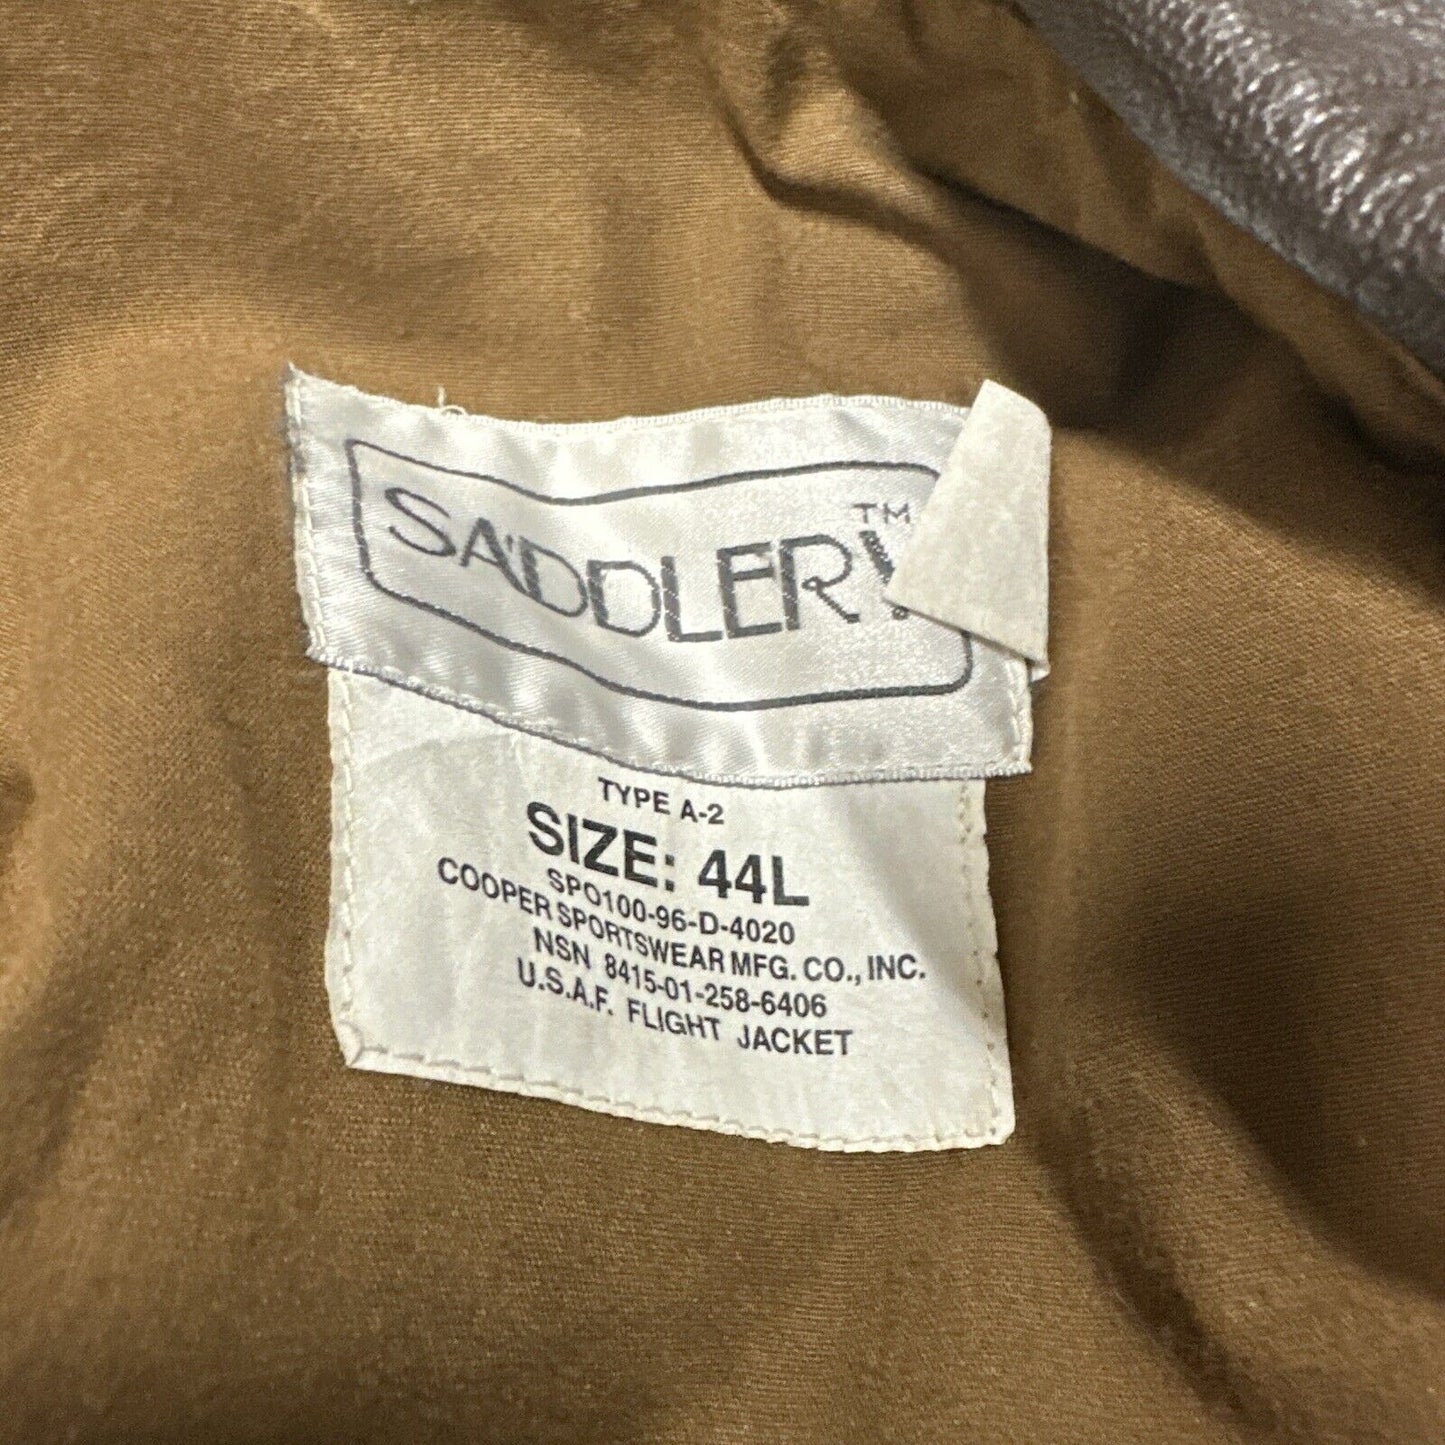 SADDLERY™
TYPE A-2
SIZE: 44L
SPO100-96-D-4020
COOPER SPORTSWEAR MFG. CO., INC.
NSN 8415-01-258-6406
U.S.A.F. FLIGHT JACKET